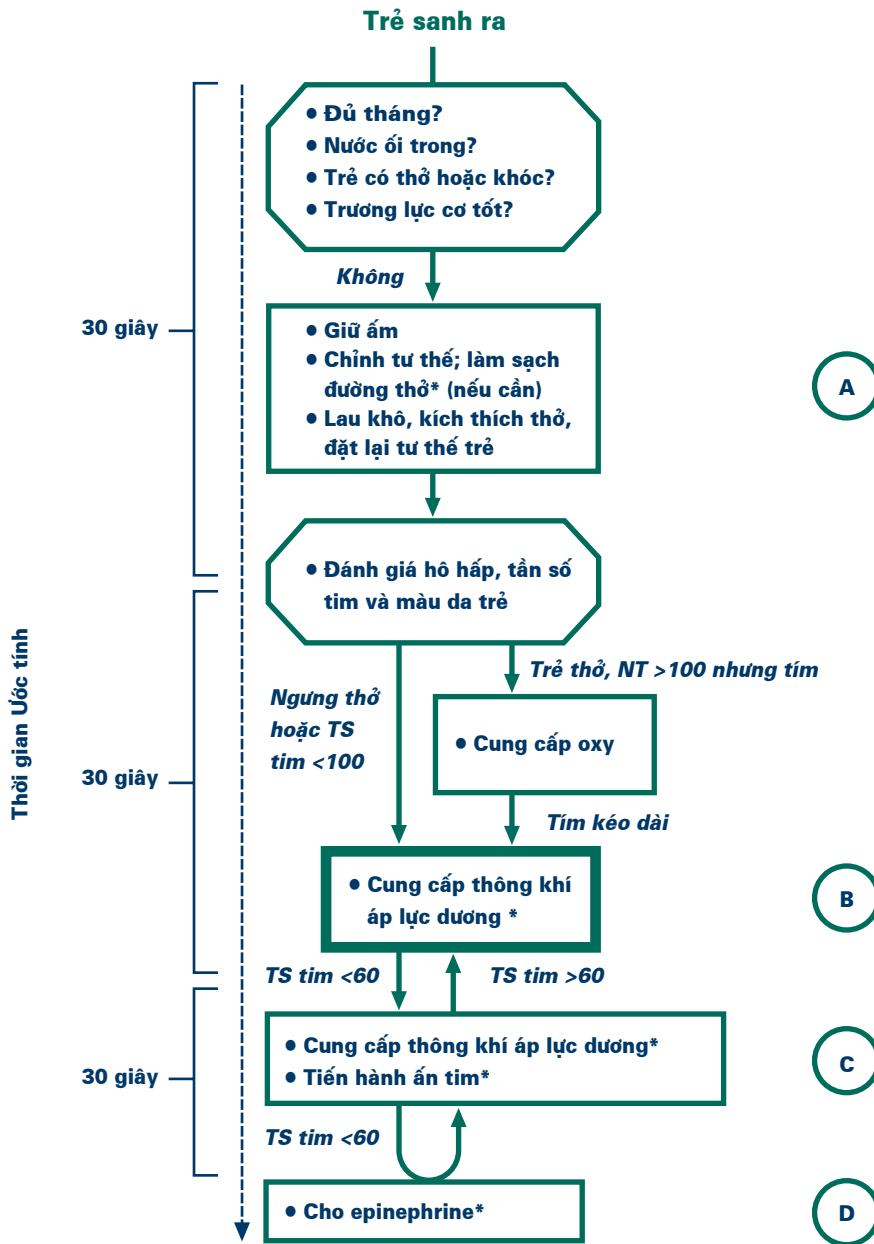 Trẻ sanh ra
• Đủ tháng?
• Nước ối trong?
• Trẻ có thở hoặc khóc?
• Trương lực cơ tốt?
Không
30 giây
• Giữ ấm
• Chỉnh tư thế; làm sạch
đường thở* (nếu cần)
• Lau khô, kích thích thở,
đặt lại tư thế trẻ
A
• Đánh giá hô hấp, tần số
tim và màu da trẻ
Thời gian Ước tính
30 giây
Ngưng thở
hoặc TS
tim <100
Trẻ thở, NT >100 nhưng tím
• Cung cấp oxy
Tím kéo dài
• Cung cấp thông khí
áp lực dương *
B
TS tim <60
TS tim >60
30 giây
• Cung cấp thông khí áp lực dương*
• Tiến hành ấn tim*
C
TS tim <60
• Cho epinephrine*
D